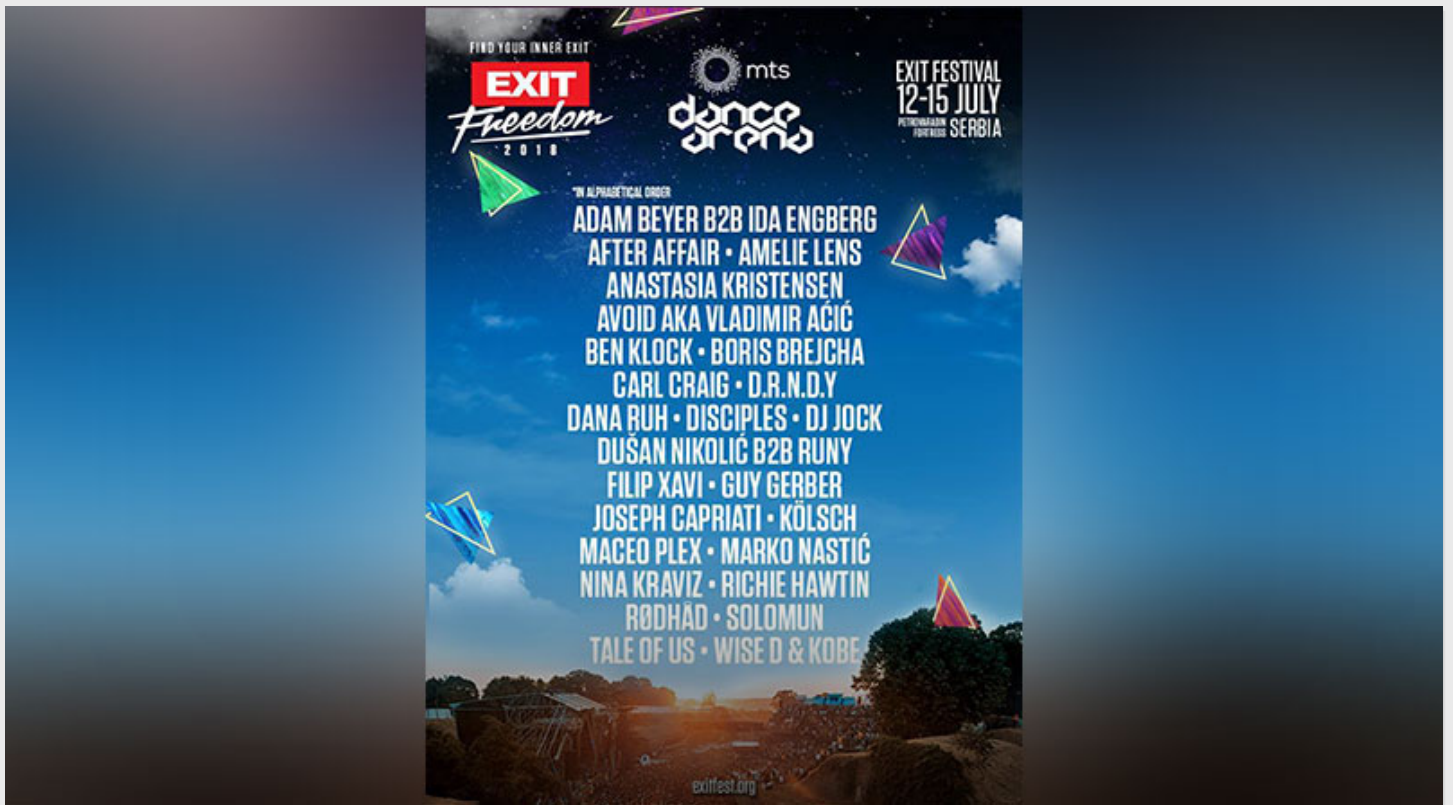 FIND YOUR INNER EXIT
EXIT
Freedom
2018
mts
dance
arena
EXIT FESTIVAL
12-15 JULY
PETROVARADIN
FORTRESS SERBIA
*IN ALPHABETICAL ORDER
ADAM BEYER B2B IDA ENGBERG
AFTER AFFAIR • AMELIE LENS
ANASTASIA KRISTENSEN
AVOID AKA VLADIMIR AĆIĆ
BEN KLOCK • BORIS BREJCHA
CARL CRAIG • D.R.N.D.Y
DANA RUH • DISCIPLES • DJ JOCK
DUŠAN NIKOLIĆ B2B RUNY
FILIP XAVI • GUY GERBER
JOSEPH CAPRIATI • KÖLSCH
MACEO PLEX • MARKO NASTIĆ
NINA KRAVIZ • RICHIE HAWTIN
RØDHÅD • SOLOMUN
TALE OF US • WISE D & KOBE
exitfest.org